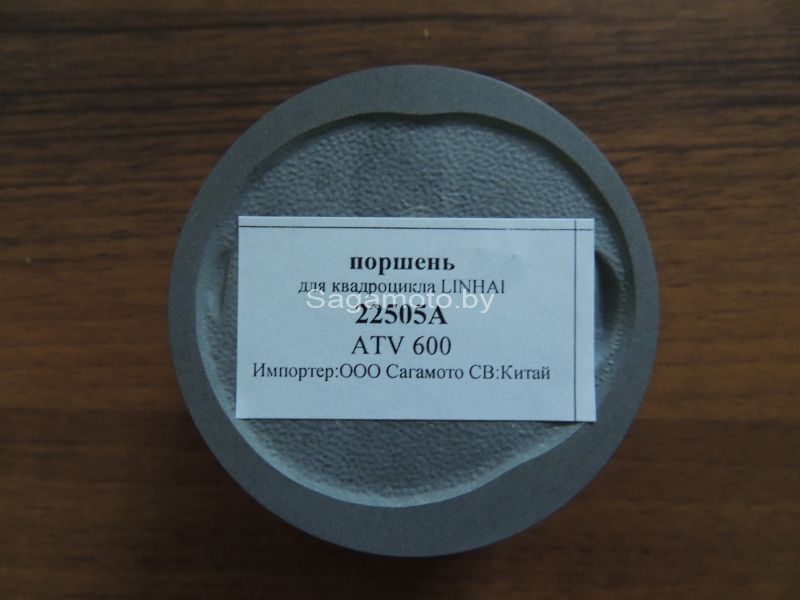 поршень
для квадроцикла LINHAI
Sagamoto.by
22505A
ATV 600
Импортер:ООО Сагамото СВ:Китай